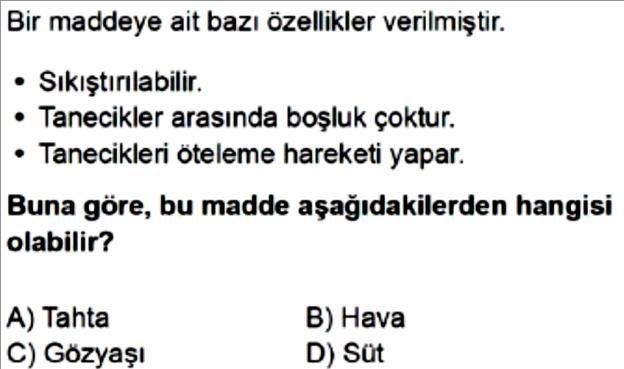 Bir maddeye ait bazı özellikler verilmiştir.
• Sıkıştırılabilir.
• Tanecikler arasında boşluk çoktur.
• Tanecikleri öteleme hareketi yapar.
Buna göre, bu madde aşağıdakilerden hangisi
olabilir?
A) Tahta B) Hava
C) Gözyaşı D) Süt